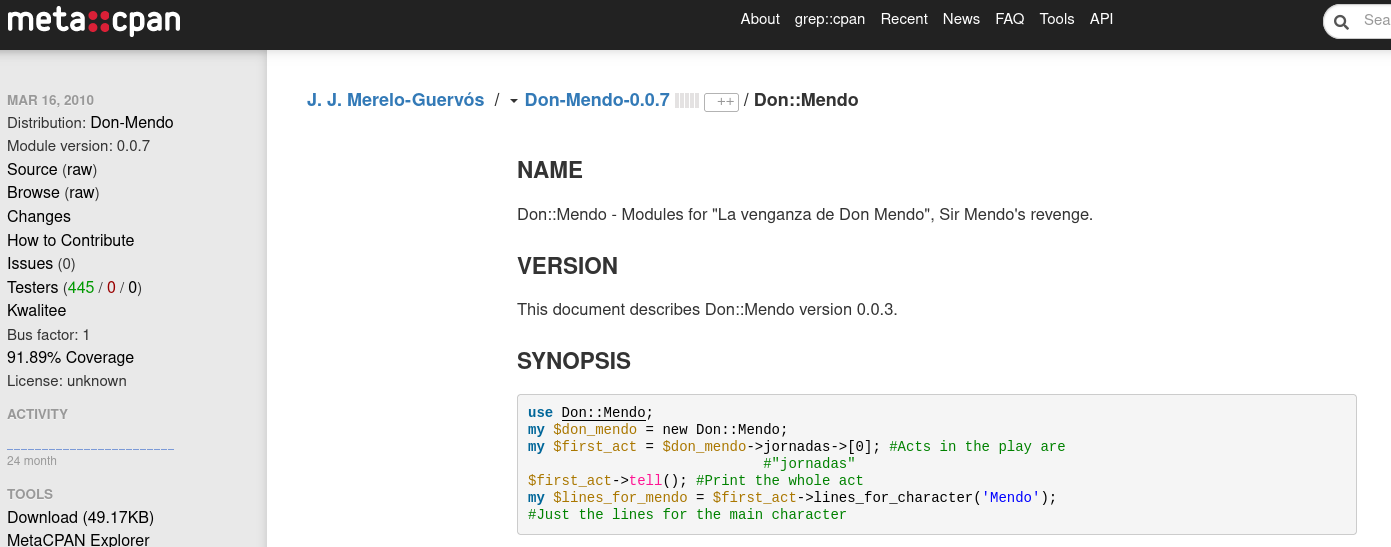 meta::cpan
About grep::cpan Recent News FAQ Tools API
Sea
MAR 16, 2010
Distribution: Don-Mendo
Module version: 0.0.7
Source (raw)
Browse (raw)
Changes
How to Contribute
Issues (0)
Testers (445 / 0 / 0)
Kwalitee
Bus factor: 1
91.89% Coverage
License: unknown
ACTIVITY
24 month
TOOLS
Download (49.17KB)
MetaCPAN Explorer
J. J. Merelo-Guervós / Don-Mendo-0.0.7 ++ / Don::Mendo
NAME
Don::Mendo - Modules for "La venganza de Don Mendo", Sir Mendo's revenge.
VERSION
This document describes Don::Mendo version 0.0.3.
SYNOPSIS
use Don::Mendo;
my $don_mendo = new Don::Mendo;
my $first_act = $don_mendo->jornadas->[0]; #Acts in the play are
#"jornadas"
$first_act->tell(); #Print the whole act
my $lines_for_mendo = $first_act->lines_for_character('Mendo');
#Just the lines for the main character